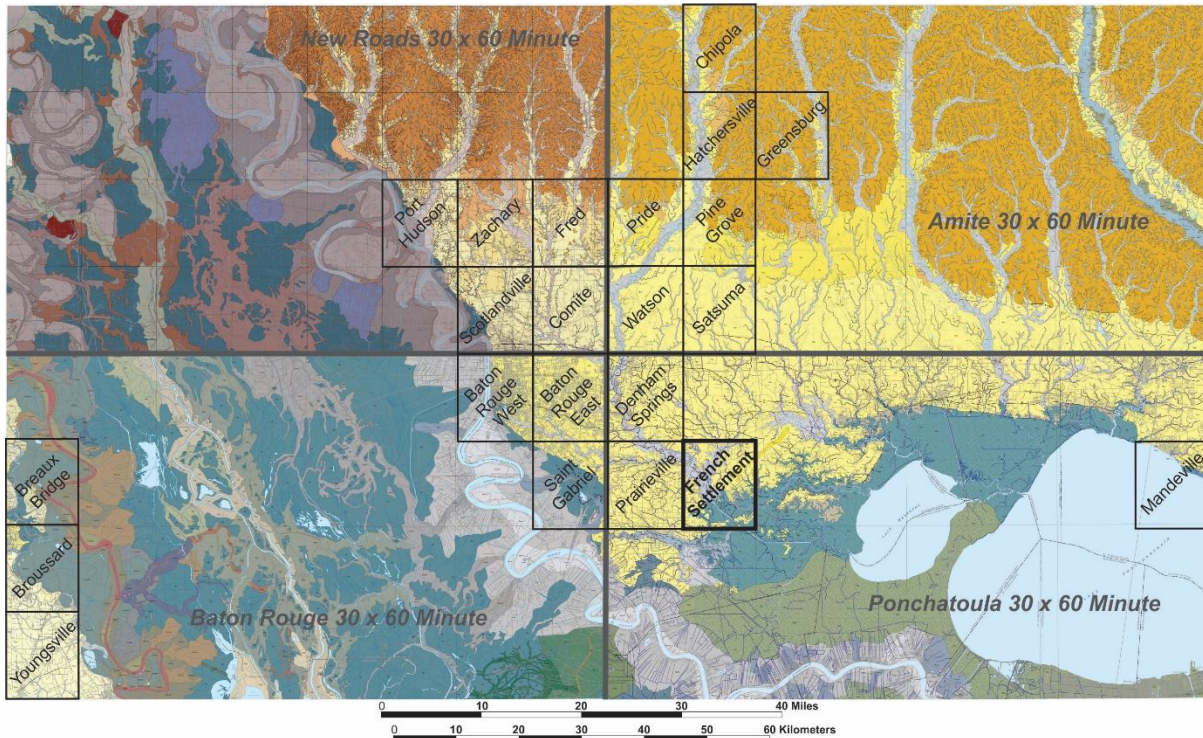 New Roads 30 x 60 Minute
Chipola
Hatchersville
Greensburg
Port
Hudson
Zachary
Fred
Pride
Pine
Grove
Amite 30 x 60 Minute
Scotlandville
Comite
Watson
Satsuma
Baton
Rouge
West
Baton
Rouge
East
Denham
Springs
Breaux
Bridge
Saint
Gabriel
Prairieville
French
Settlement
Mandeville
Broussard
Youngsville
Baton Rouge 30 x 60 Minute
Ponchatoula 30 x 60 Minute
0 10 20 30 40 Miles
0 10 20 30 40 50 60 Kilometers